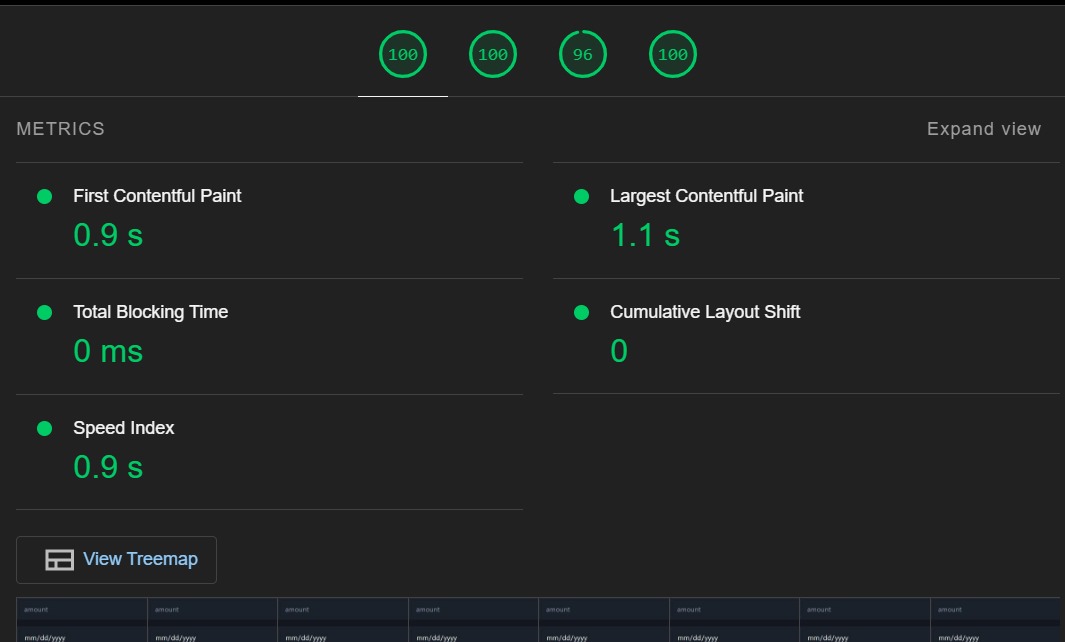 100 100 96 100
METRICS Expand view
First Contentful Paint Largest Contentful Paint
0.9 s 1.1 s
Total Blocking Time Cumulative Layout Shift
0 ms 0
Speed Index
0.9 s
View Treemap
amount amount amount amount amount amount amount amount
mm/dd/yyyy mm/dd/yyyy mm/dd/yyyy mm/dd/yyyy mm/dd/yyyy mm/dd/yyyy mm/dd/yyyy mm/dd/yyyy